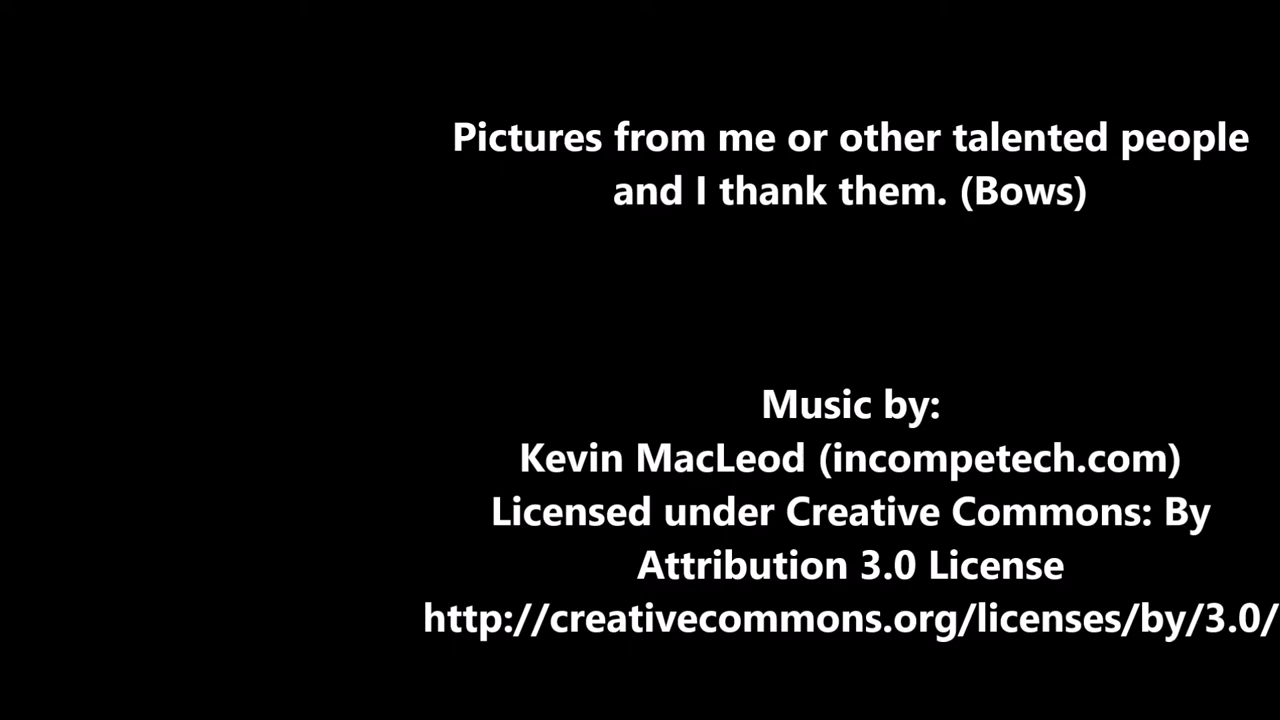 Pictures from me or other talented people
and I thank them. (Bows)
Music by:
Kevin MacLeod (incompetech.com)
Licensed under Creative Commons: By
Attribution 3.0 License
http://creativecommons.org/licenses/by/3.0/